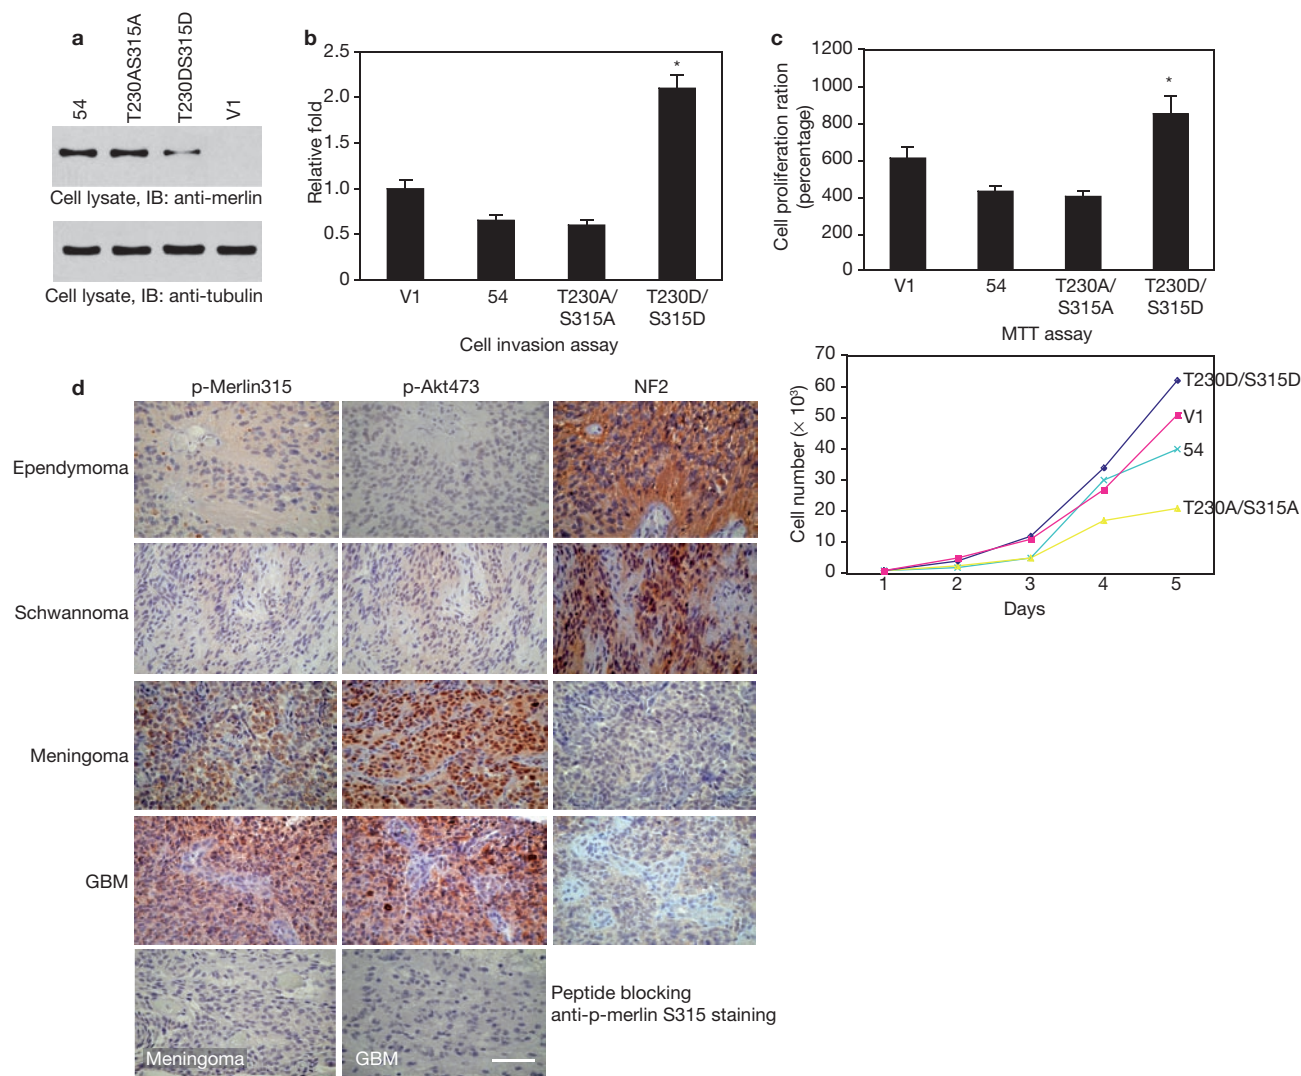 a
54
T230AS315A
T230DS315D
V1
Cell lysate, IB: anti-merlin
Cell lysate, IB: anti-tubulin
b
Relative fold
2.5
2.0
1.5
1.0
0.5
0
*
V1
54
T230A/
S315A
T230D/
S315D
Cell invasion assay
c
Cell proliferation ration
(percentage)
1200
1000
800
600
400
200
0
*
V1
54
T230A/
S315A
T230D/
S315D
MTT assay
Cell number (× 10³)
70
60
50
40
30
20
10
0
T230D/S315D
V1
54
T230A/S315A
1 2 3 4 5
Days
d
p-Merlin315 p-Akt473 NF2
Ependymoma
Schwannoma
Meningoma
GBM
Meningoma
GBM
Peptide blocking
anti-p-merlin S315 staining